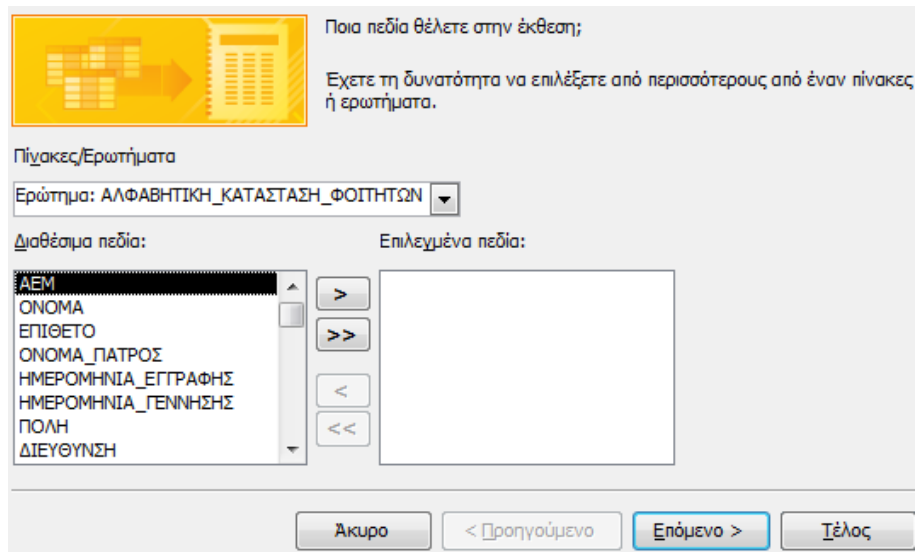 Ποια πεδία θέλετε στην έκθεση;
Έχετε τη δυνατότητα να επιλέξετε από περισσότερους από έναν πίνακες
ή ερωτήματα.
Πίνακες/Ερωτήματα
Ερώτημα: ΑΛΦΑΒΗΤΙΚΗ_ΚΑΤΑΣΤΑΣΗ_ΦΟΙΤΗΤΩΝ
Διαθέσιμα πεδία:
Επιλεγμένα πεδία:
ΑΕΜ
ΟΝΟΜΑ
ΕΠΙΘΕΤΟ
ΟΝΟΜΑ_ΠΑΤΡΟΣ
ΗΜΕΡΟΜΗΝΙΑ_ΕΓΓΡΑΦΗΣ
ΗΜΕΡΟΜΗΝΙΑ_ΓΕΝΝΗΣΗΣ
ΠΟΛΗ
ΔΙΕΥΘΥΝΣΗ
>
>>
<
<<
Άκυρο
< Προηγούμενο
Επόμενο >
Τέλος